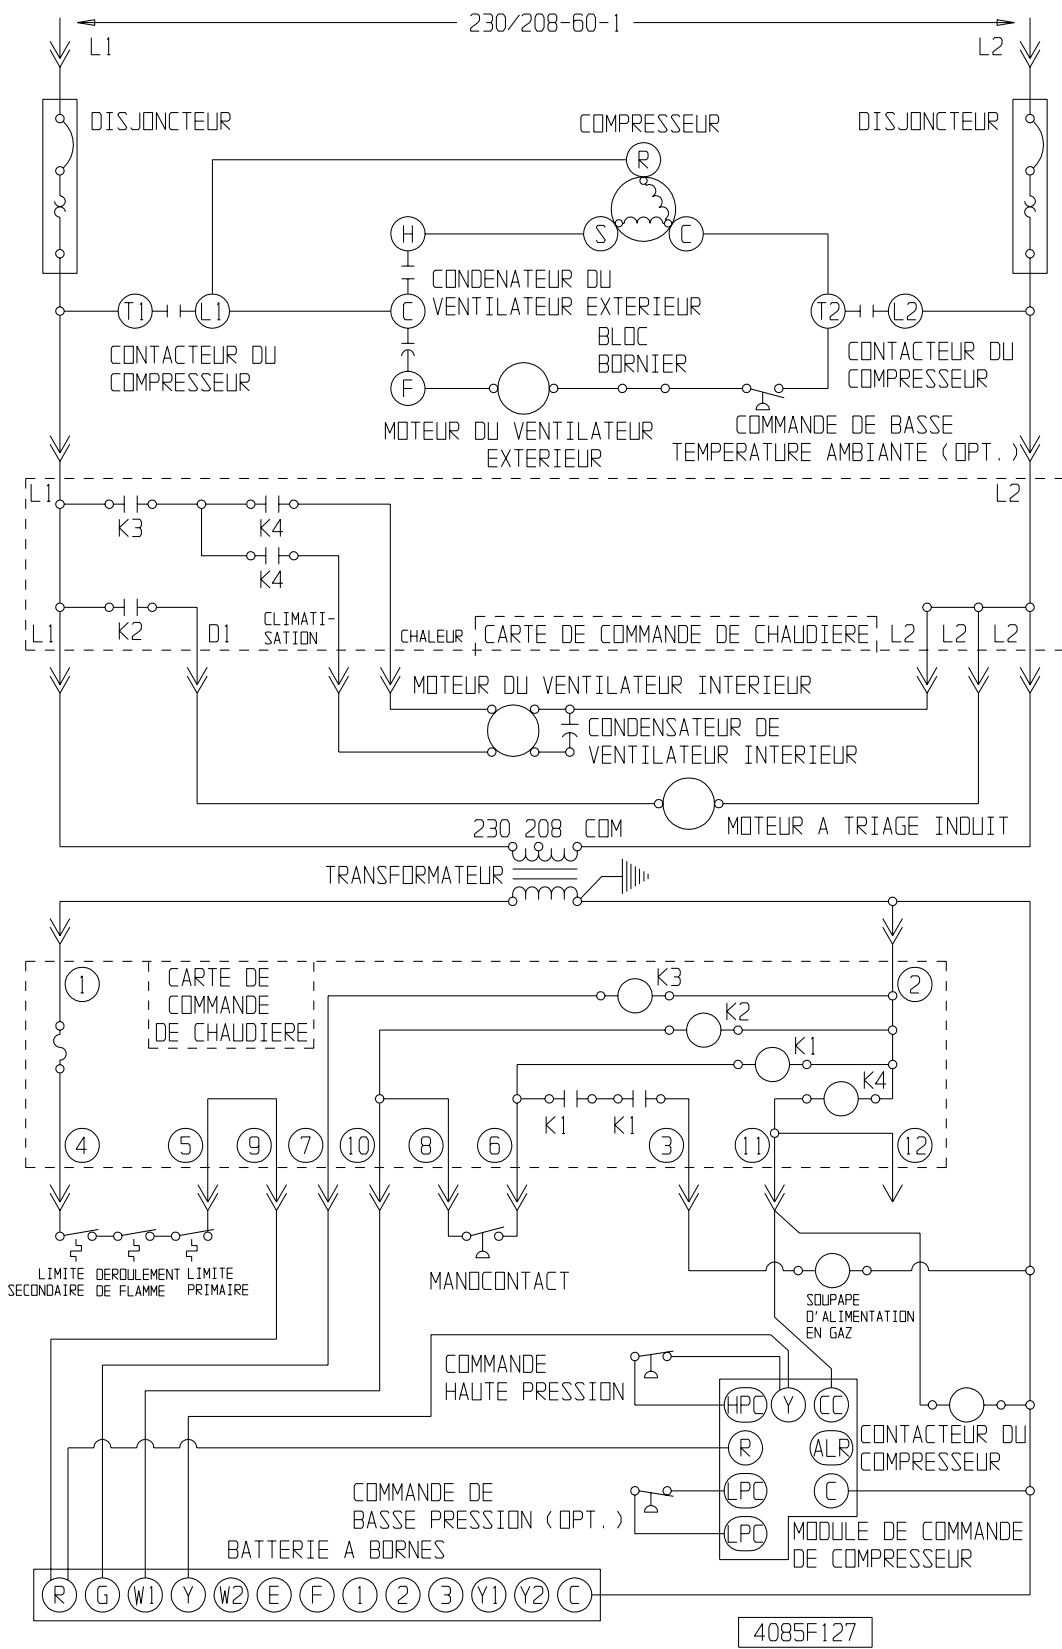 230/208-60-1
L1
L2
DISJONCTEUR
COMPRESSEUR
DISJONCTEUR
R
H
S
C
CONDENATEUR DU
VENTILATEUR EXTERIEUR
T1
L1
C
T2
L2
BLOC
BORNIER
CONTACTEUR DU
COMPRESSEUR
CONTACTEUR DU
COMPRESSEUR
F
MOTEUR DU VENTILATEUR
EXTERIEUR
COMMANDE DE BASSE
TEMPERATURE AMBIANTE (OPT.)
L1
L2
K3
K4
K4
L1
K2
D1
CLIMATI-
SATION
CHALEUR
CARTE DE COMMANDE DE CHAUDIERE
L2
L2
L2
MOTEUR DU VENTILATEUR INTERIEUR
CONDENSATEUR DE
VENTILATEUR INTERIEUR
230 208 COM
MOTEUR A TRIAGE INDUIT
TRANSFORMATEUR
1
CARTE DE
COMMANDE
DE CHAUDIERE
K3
2
K2
K1
K4
K1
K1
4
5
9
7
10
8
6
3
11
12
LIMITE
SECONDAIRE
DEROULEMENT
DE FLAMME
LIMITE
PRIMAIRE
MANOCONTACT
SOUPAPE
D'ALIMENTATION
EN GAZ
COMMANDE
HAUTE PRESSION
HPC
Y
CC
R
ALR
CONTACTEUR DU
COMPRESSEUR
COMMANDE DE
BASSE PRESSION (OPT.)
LPC
C
LPC
MODULE DE COMMANDE
DE COMPRESSEUR
BATTERIE A BORNES
R G W1 Y W2 E F 1 2 3 Y1 Y2 C
4085F127